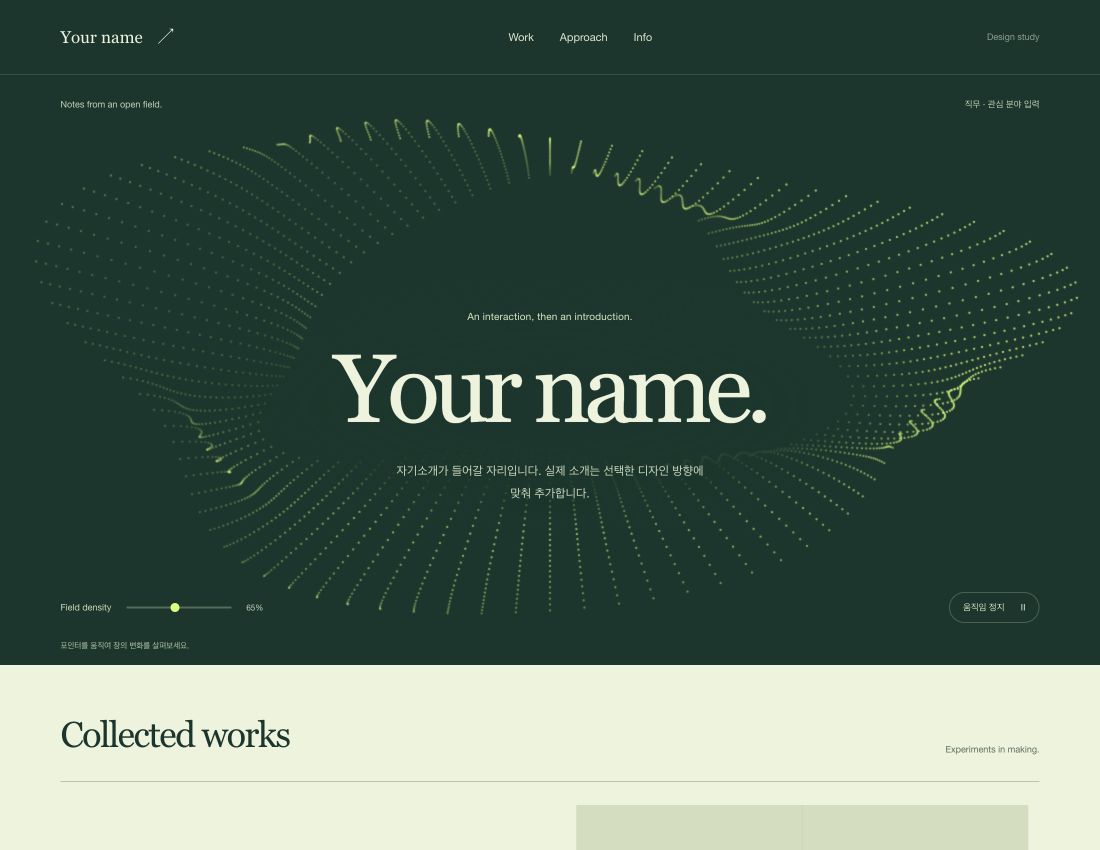 Your name
Work
Approach
Info
Design study
Notes from an open field.
직무 · 관심 분야 입력
An interaction, then an introduction.
Your name.
자기소개가 들어갈 자리입니다. 실제 소개는 선택한 디자인 방향에
맞춰 추가합니다.
Field density
65%
움직임 정지
포인터를 움직여 장의 변화를 살펴보세요.
Collected works
Experiments in making.